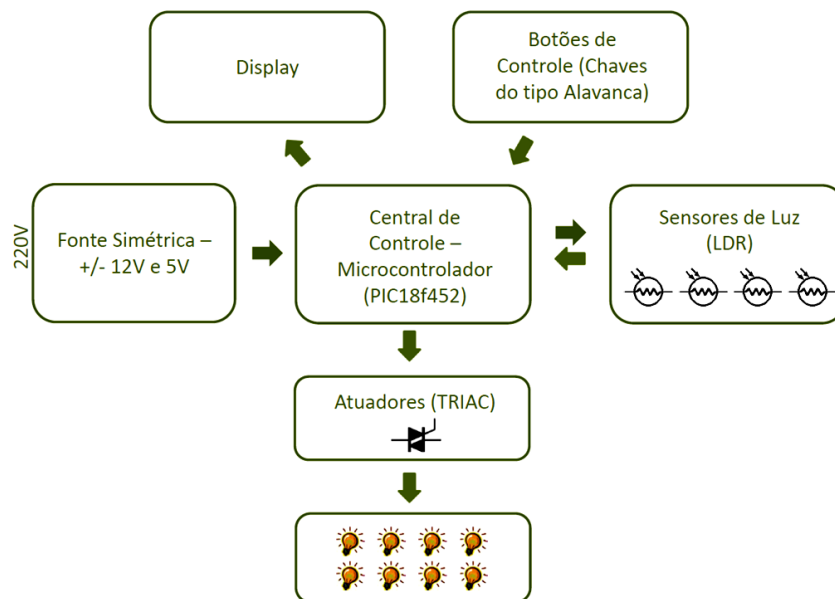 Display
Botões de
Controle (Chaves
do tipo Alavanca)
220V
Fonte Simétrica –
+/- 12V e 5V
Central de
Controle –
Microcontrolador
(PIC18f452)
Sensores de Luz
(LDR)
Atuadores (TRIAC)